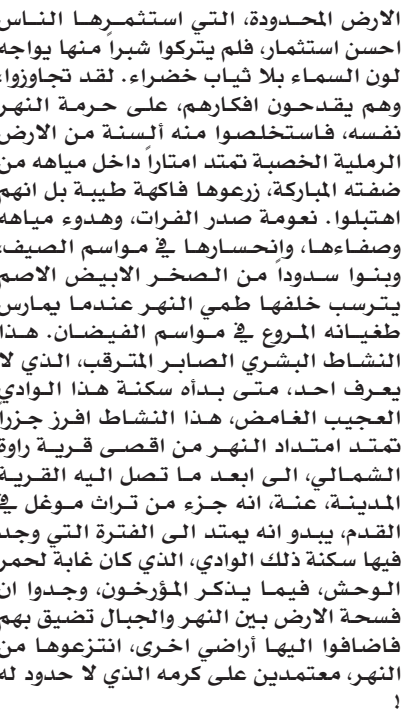 الارض المحدودة، التي استثمرها الناس
احسن استثمار، فلم يتركوا شبراً منها يواجه
لون السماء بلا ثياب خضراء. لقد تجاوزوا،
وهم يقدحون افكارهم، على حرمة النهر
نفسه، فاستخلصوا منه ألسنة من الارض
الرملية الخصبة تمتد امتاراً داخل مياهه من
ضفته المباركة، زرعوها فاكهة طيبة بل انهم
اهتبلوا. نعومة صدر الفرات، وهدوء مياهه
وصفاءها، وانحسارها في مواسم الصيف،
وبنوا سدوداً من الصخر الابيض الاصم
يترسب خلفها طمي النهر عندما يمارس
طغيانه المروع في مواسم الفيضان. هذا
النشاط البشري الصابر المترقب، الذي لا
يعرف احد، متى بدأه سكنة هذا الوادي
العجيب الغامض، هذا النشاط افرز جزرا
تمتد امتداد النهر من اقصى قرية راوة
الشمالي، الى ابعد ما تصل اليه القرية
المدينة، عنة، انه جزء من تراث موغل في
القدم، يبدو انه يمتد الى الفترة التي وجد
فيها سكنة ذلك الوادي، الذي كان غابة لحمر
الوحش، فيما يذكر المؤرخون، وجدوا ان
فسحة الارض بين النهر والجبال تضيق بهم
فاضافوا اليها أراضي اخرى، انتزعوها من
النهر، معتمدين على كرمه الذي لا حدود له
!